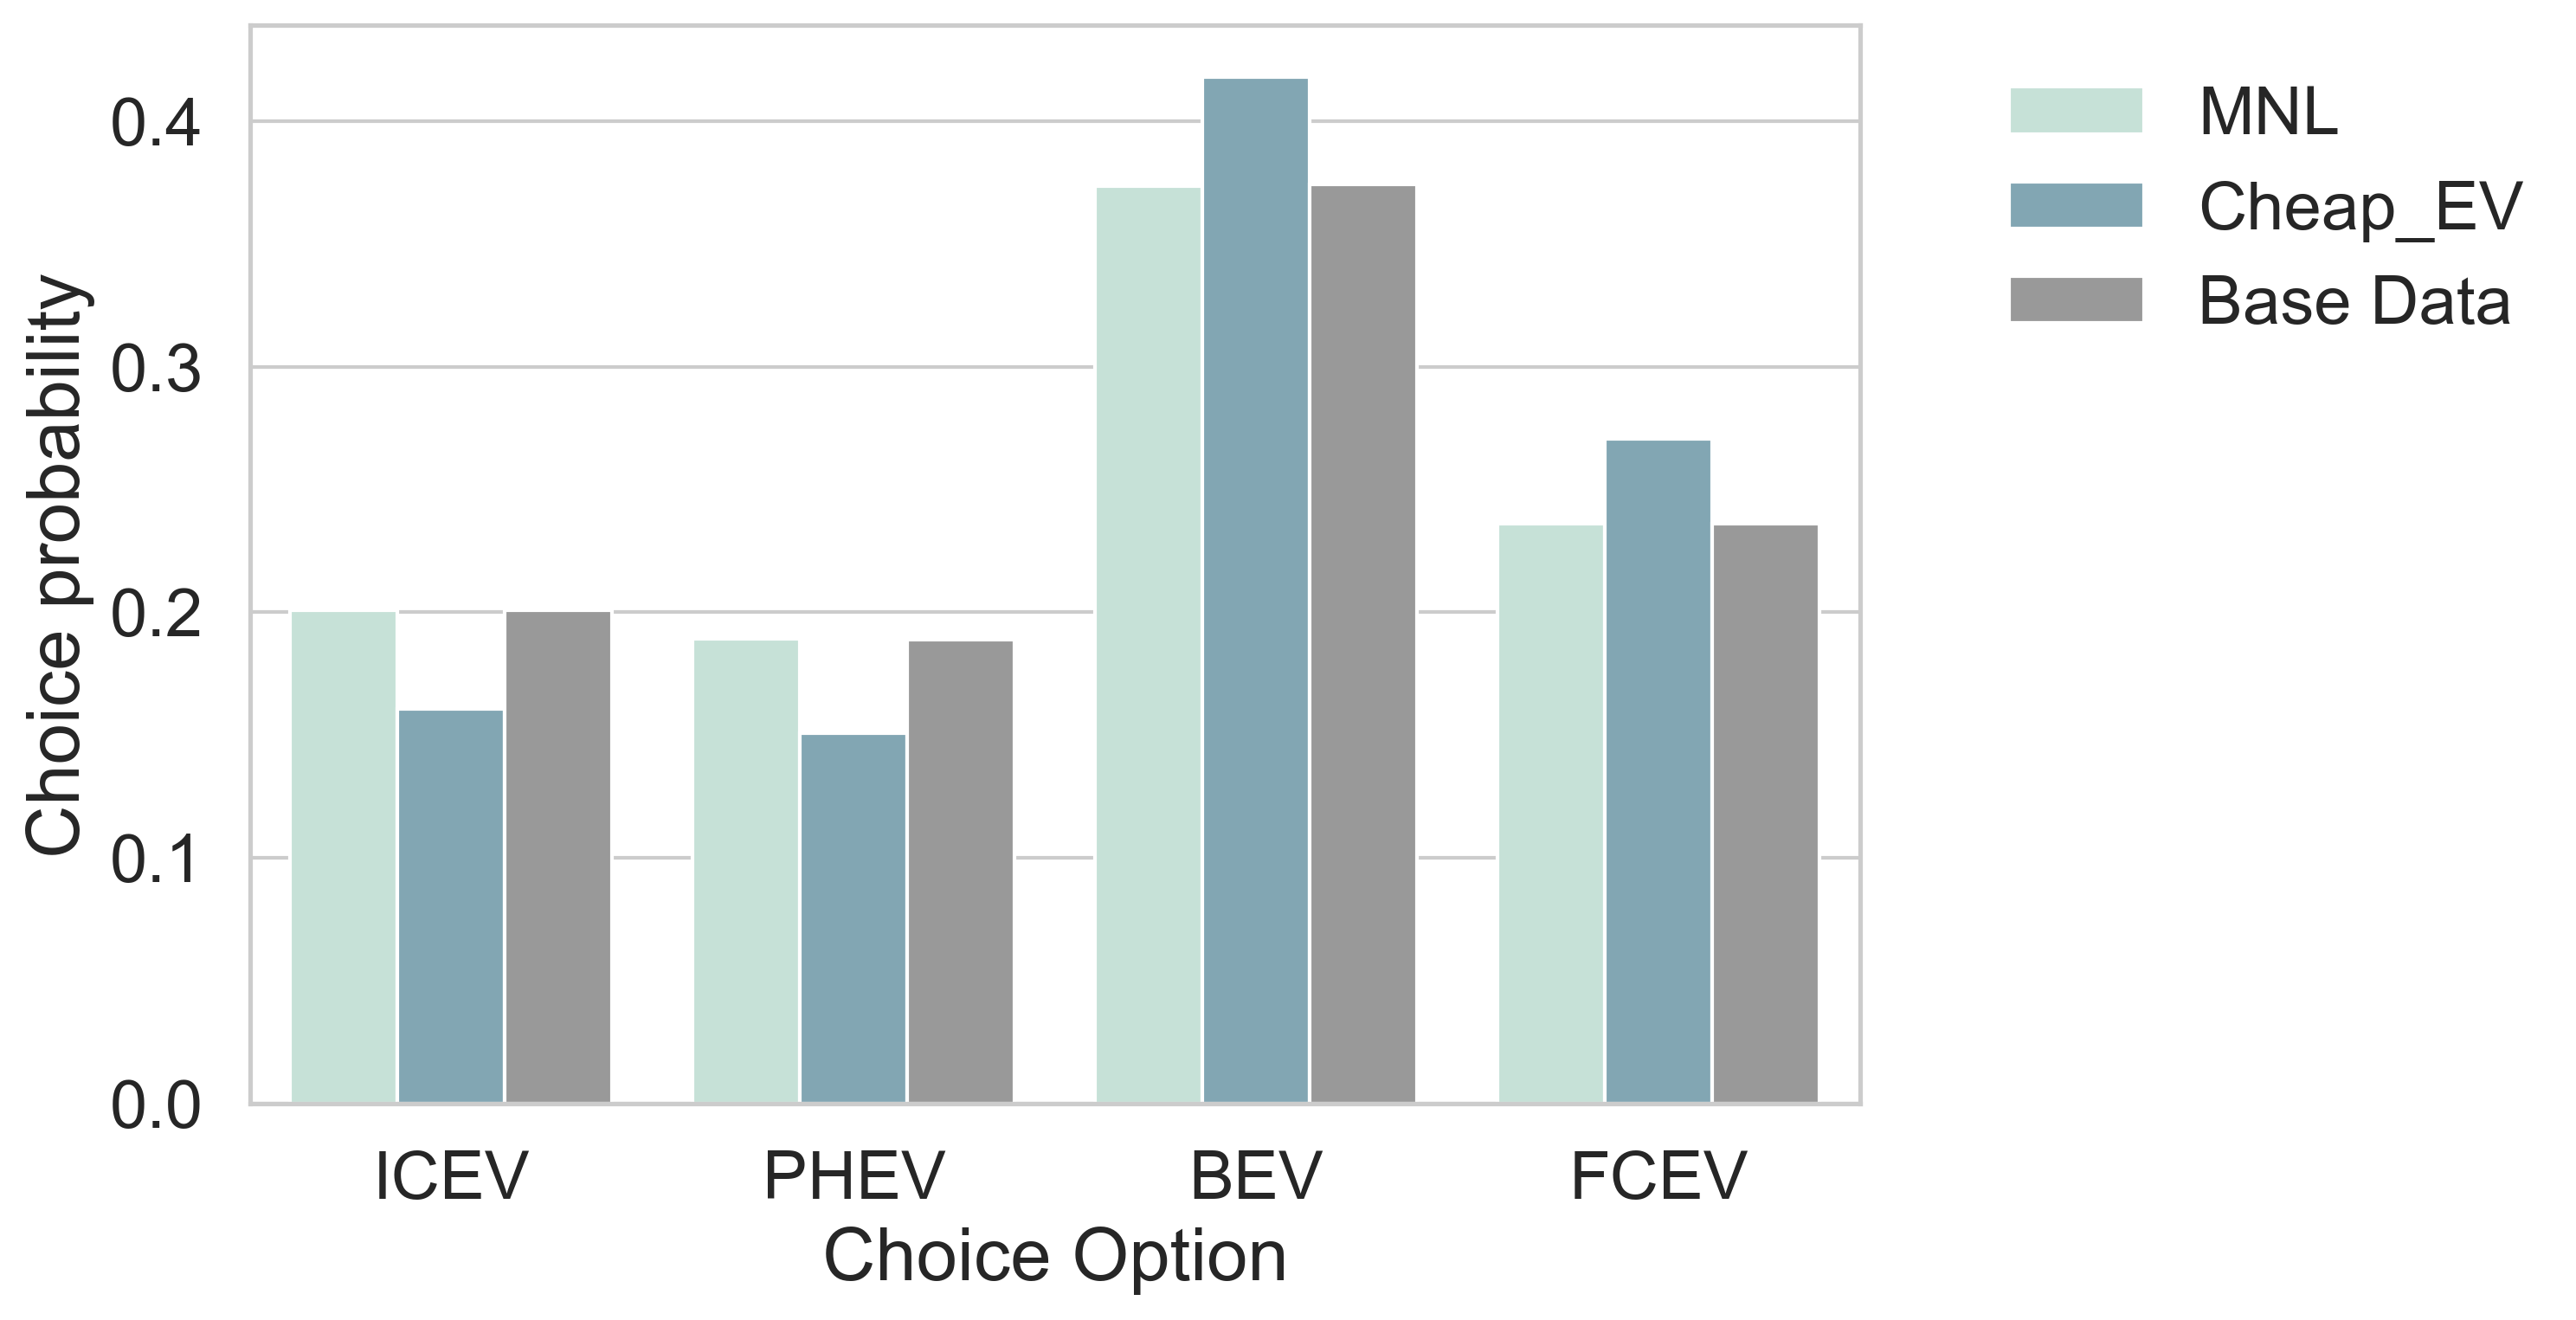 Choice probability
0.4
0.3
0.2
0.1
0.0
ICEV
PHEV
BEV
FCEV
Choice Option
MNL
Cheap_EV
Base Data